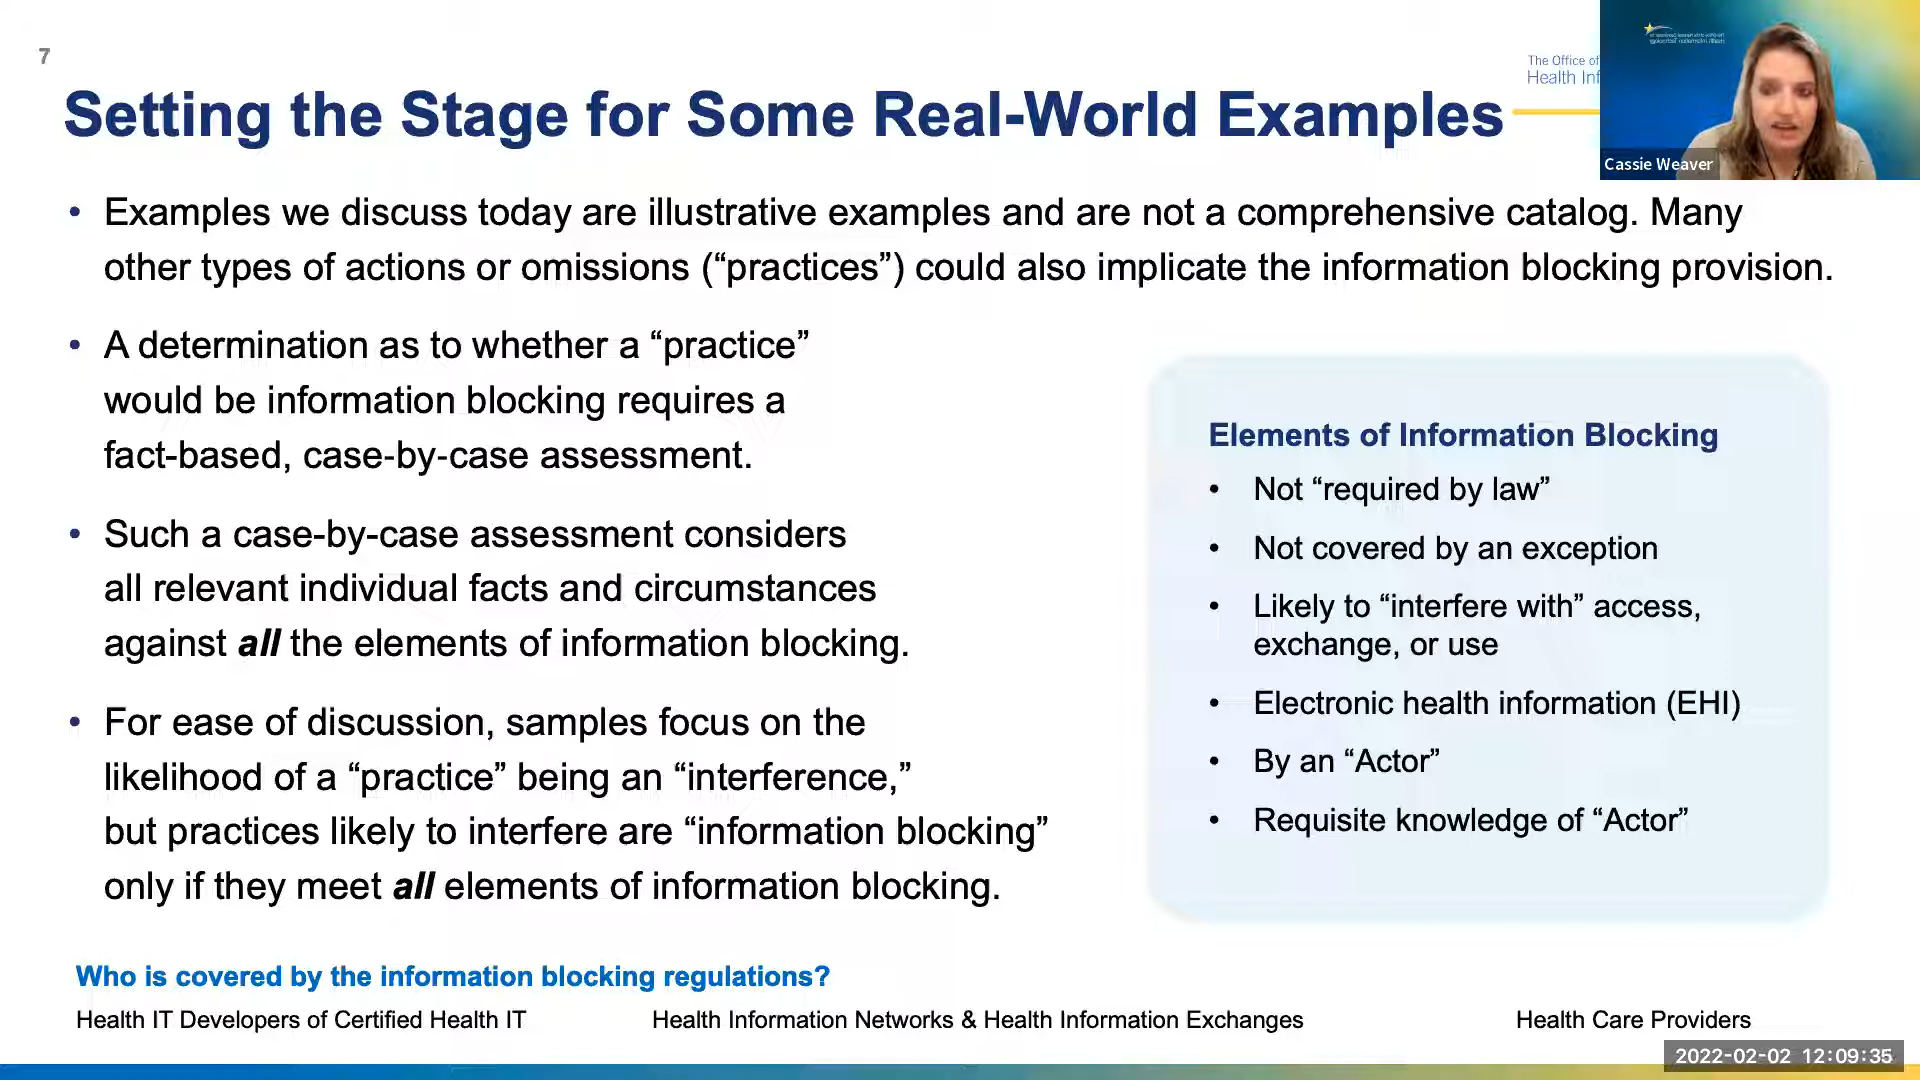 7
The Office of
Health Inf
Setting the Stage for Some Real-World Examples
Cassie Weaver
• Examples we discuss today are illustrative examples and are not a comprehensive catalog. Many
other types of actions or omissions (“practices”) could also implicate the information blocking provision.
• A determination as to whether a “practice”
would be information blocking requires a
fact-based, case-by-case assessment.
• Such a case-by-case assessment considers
all relevant individual facts and circumstances
against all the elements of information blocking.
• For ease of discussion, samples focus on the
likelihood of a “practice” being an “interference,”
but practices likely to interfere are “information blocking”
only if they meet all elements of information blocking.
Elements of Information Blocking
• Not “required by law”
• Not covered by an exception
• Likely to “interfere with” access,
exchange, or use
• Electronic health information (EHI)
• By an “Actor”
• Requisite knowledge of “Actor”
Who is covered by the information blocking regulations?
Health IT Developers of Certified Health IT
Health Information Networks & Health Information Exchanges
Health Care Providers
2022-02-02 12:09:35